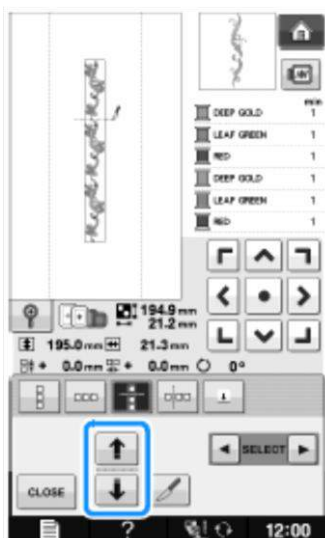 min
DEEP GOLD 1
LEAF GREEN 1
RED 1
DEEP GOLD 1
LEAF GREEN 1
RED 1
194.9 mm
21.2 mm
195.0 mm 21.3 mm
0.0 mm 0.0 mm 0°
SELECT
CLOSE
? 12:00